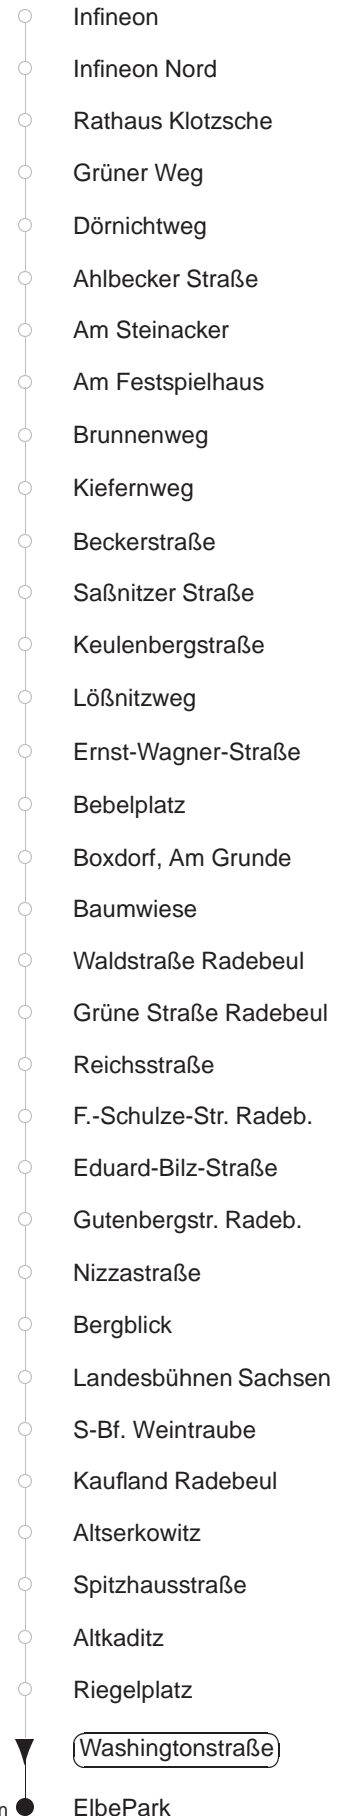 Infineon
Infineon Nord
Rathaus Klotzsche
Grüner Weg
Dörnichtweg
Ahlbecker Straße
Am Steinacker
Am Festspielhaus
Brunnenweg
Kiefernweg
Beckerstraße
Saßnitzer Straße
Keulenbergstraße
Lößnitzweg
Ernst-Wagner-Straße
Bebelplatz
Boxdorf, Am Grunde
Baumwiese
Waldstraße Radebeul
Grüne Straße Radebeul
Reichsstraße
F.-Schulze-Str. Radeb.
Eduard-Bilz-Straße
Gutenbergstr. Radeb.
Nizzastraße
Bergblick
Landesbühnen Sachsen
S-Bf. Weintraube
Kaufland Radebeul
Altserkowitz
Spitzhausstraße
Altkaditz
Riegelplatz
Washingtonstraße
ElbePark